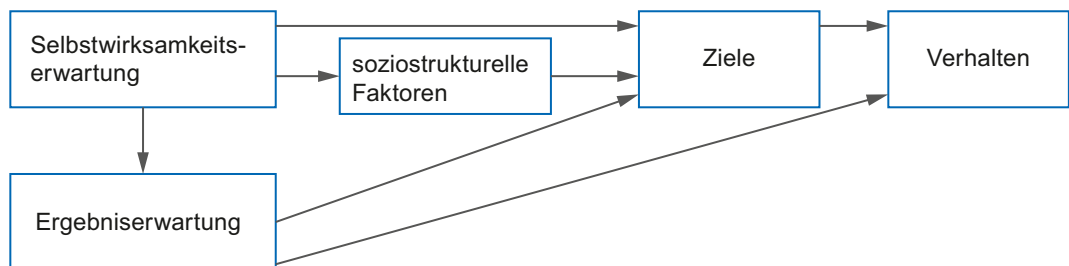 Selbstwirksamkeits-
erwartung
soziostrukturelle
Faktoren
Ziele
Verhalten
Ergebniserwartung